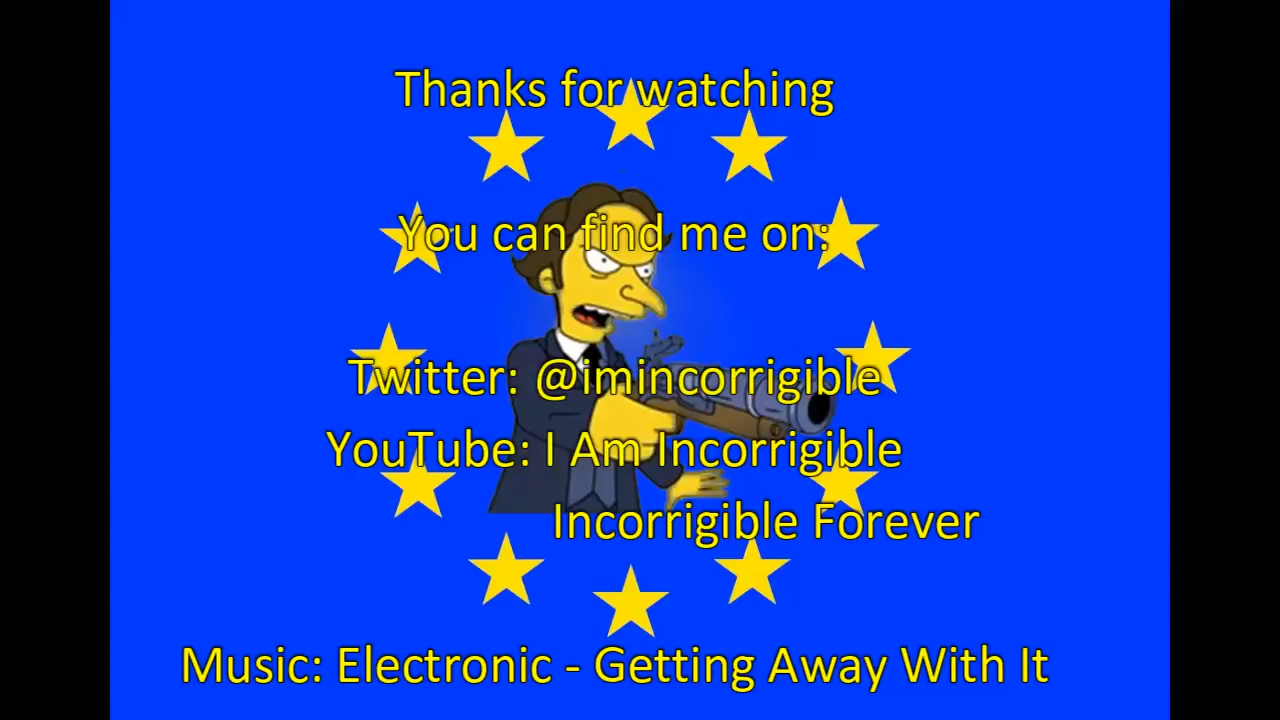 Thanks for watching
You can find me on:
Twitter: @imincorrigible
YouTube: I Am Incorrigible
Incorrigible Forever
Music: Electronic - Getting Away With It